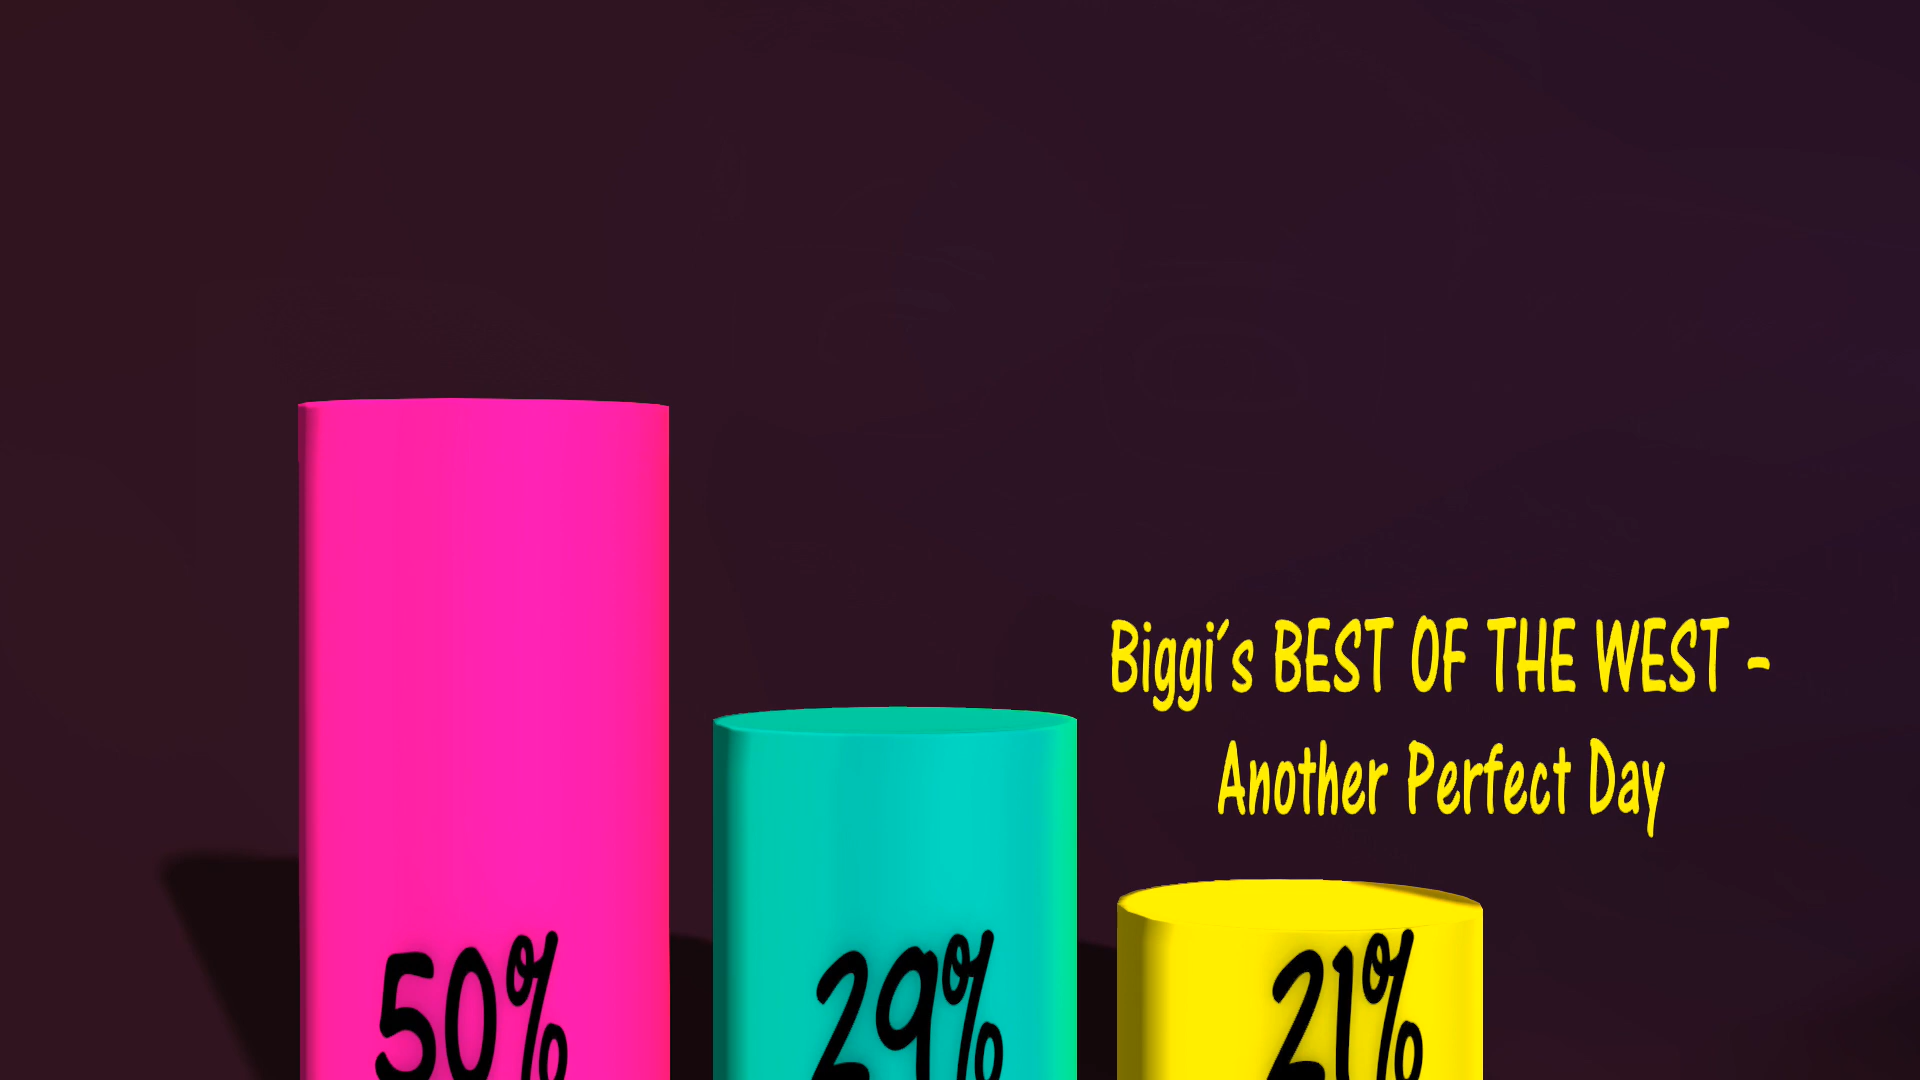 Biggi´s BEST OF THE WEST -
Another Perfect Day
50% 29% 21%